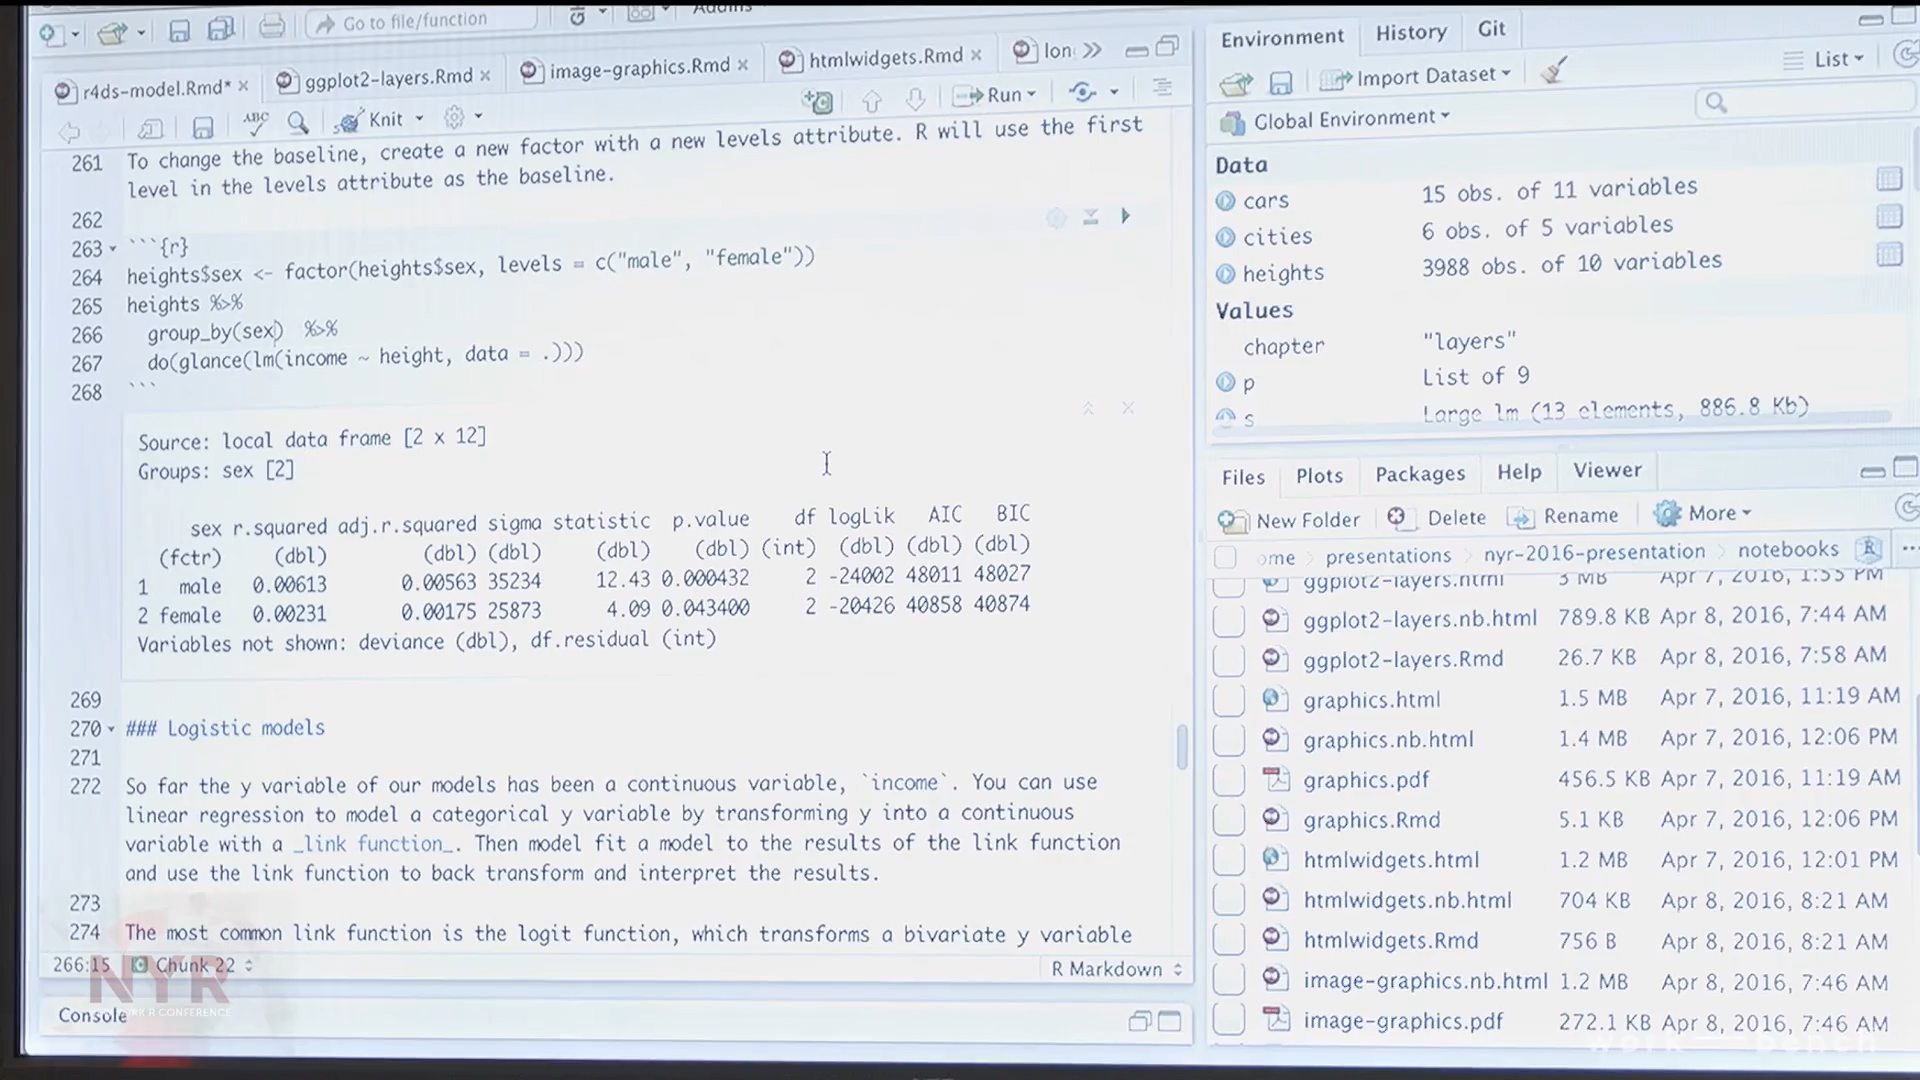 Go to file/function
Addins
r4ds-model.Rmd*
ggplot2-layers.Rmd
image-graphics.Rmd
htmlwidgets.Rmd
lon
ABC
Knit
Run
261 To change the baseline, create a new factor with a new levels attribute. R will use the first
level in the levels attribute as the baseline.
262
263 ```{r}
264 heights$sex <- factor(heights$sex, levels = c("male", "female"))
265 heights %>%
266 group_by(sex) %>%
267 do(glance(lm(income ~ height, data = .)))
268 ```
Source: local data frame [2 x 12]
Groups: sex [2]
sex r.squared adj.r.squared sigma statistic p.value df logLik AIC BIC
(fctr) (dbl) (dbl) (dbl) (dbl) (dbl) (int) (dbl) (dbl) (dbl)
1 male 0.00613 0.00563 35234 12.43 0.000432 2 -24002 48011 48027
2 female 0.00231 0.00175 25873 4.09 0.043400 2 -20426 40858 40874
Variables not shown: deviance (dbl), df.residual (int)
269
270 ### Logistic models
271
272 So far the y variable of our models has been a continuous variable, `income`. You can use
linear regression to model a categorical y variable by transforming y into a continuous
variable with a _link function_. Then model fit a model to the results of the link function
and use the link function to back transform and interpret the results.
273
274 The most common link function is the logit function, which transforms a bivariate y variable
266:15 Chunk 22
R Markdown
Console
NYR
R CONFERENCE
Environment History Git
Import Dataset
List
Global Environment
Data
cars 15 obs. of 11 variables
cities 6 obs. of 5 variables
heights 3988 obs. of 10 variables
Values
chapter "layers"
p List of 9
s Large lm (13 elements, 886.8 Kb)
Files Plots Packages Help Viewer
New Folder Delete Rename More
ome presentations nyr-2016-presentation notebooks
ggplot2-layers.html 3 MB Apr 7, 2016, 1:55 PM
ggplot2-layers.nb.html 789.8 KB Apr 8, 2016, 7:44 AM
ggplot2-layers.Rmd 26.7 KB Apr 8, 2016, 7:58 AM
graphics.html 1.5 MB Apr 7, 2016, 11:19 AM
graphics.nb.html 1.4 MB Apr 7, 2016, 12:06 PM
graphics.pdf 456.5 KB Apr 7, 2016, 11:19 AM
graphics.Rmd 5.1 KB Apr 7, 2016, 12:06 PM
htmlwidgets.html 1.2 MB Apr 7, 2016, 12:01 PM
htmlwidgets.nb.html 704 KB Apr 8, 2016, 8:21 AM
htmlwidgets.Rmd 756 B Apr 8, 2016, 8:21 AM
image-graphics.nb.html 1.2 MB Apr 8, 2016, 7:46 AM
image-graphics.pdf 272.1 KB Apr 8, 2016, 7:46 AM